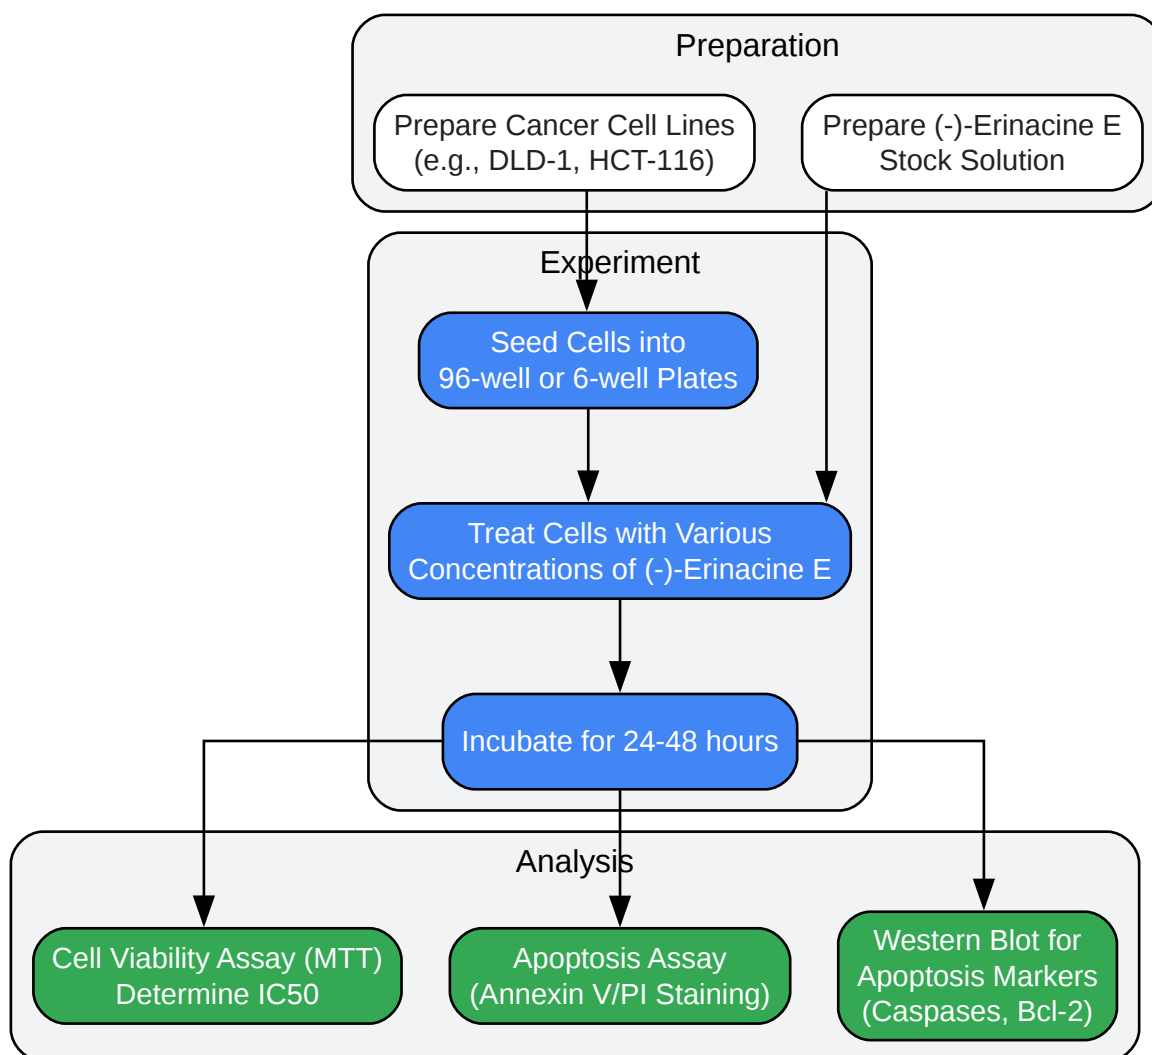 Preparation
Prepare Cancer Cell Lines
(e.g., DLD-1, HCT-116)
Prepare (-)-Erinacine E
Stock Solution
Experiment
Seed Cells into
96-well or 6-well Plates
Treat Cells with Various
Concentrations of (-)-Erinacine E
Incubate for 24-48 hours
Analysis
Cell Viability Assay (MTT)
Determine IC50
Apoptosis Assay
(Annexin V/PI Staining)
Western Blot for
Apoptosis Markers
(Caspases, Bcl-2)